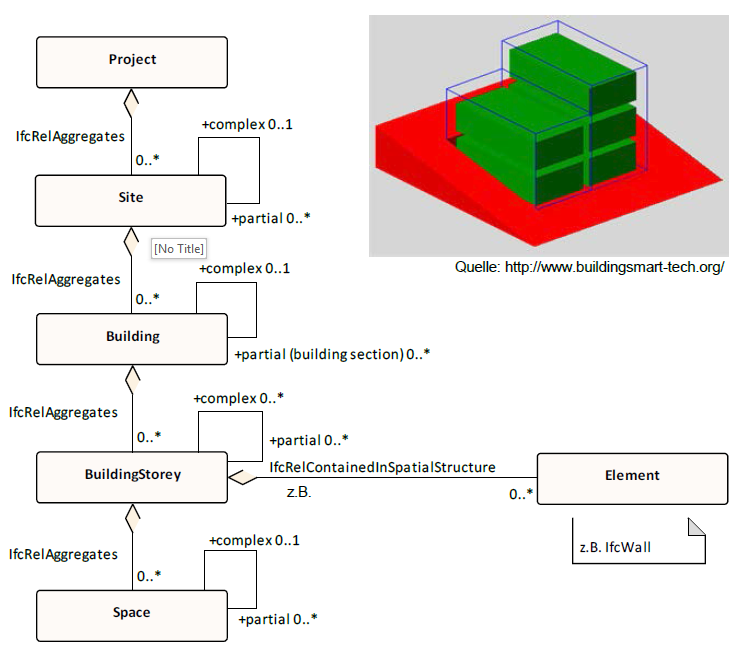 Project
IfcRelAggregates
0..*
+complex 0..1
Site
+partial 0..*
[No Title]
Quelle: http://www.buildingsmart-tech.org/
IfcRelAggregates
+complex 0..1
0..*
Building
+partial (building section) 0..*
IfcRelAggregates
+complex 0..*
0..*
+partial 0..*
BuildingStorey
IfcRelContainedInSpatialStructure
z.B.
0..*
Element
z.B. IfcWall
IfcRelAggregates
+complex 0..1
0..*
Space
+partial 0..*